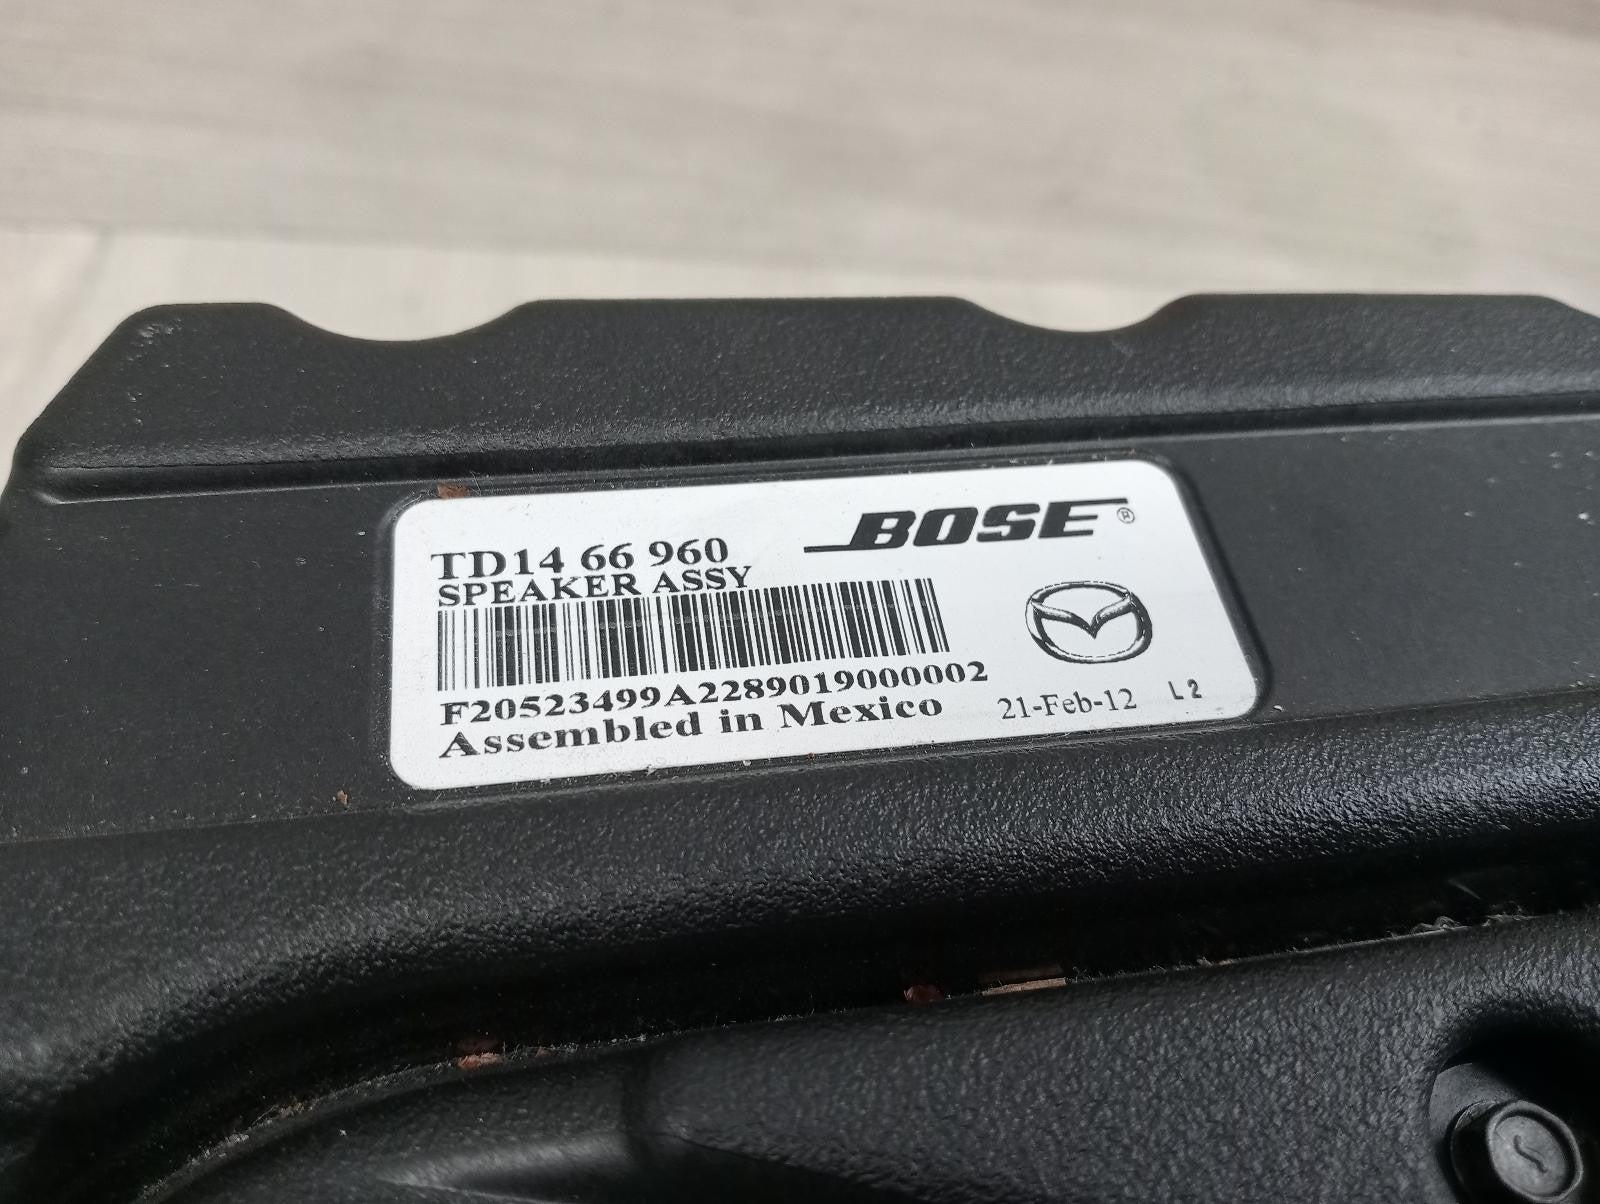 BOSE®
TD14 66 960
SPEAKER ASSY
F20523499A2289019000002
Assembled in Mexico
21-Feb-12 L2